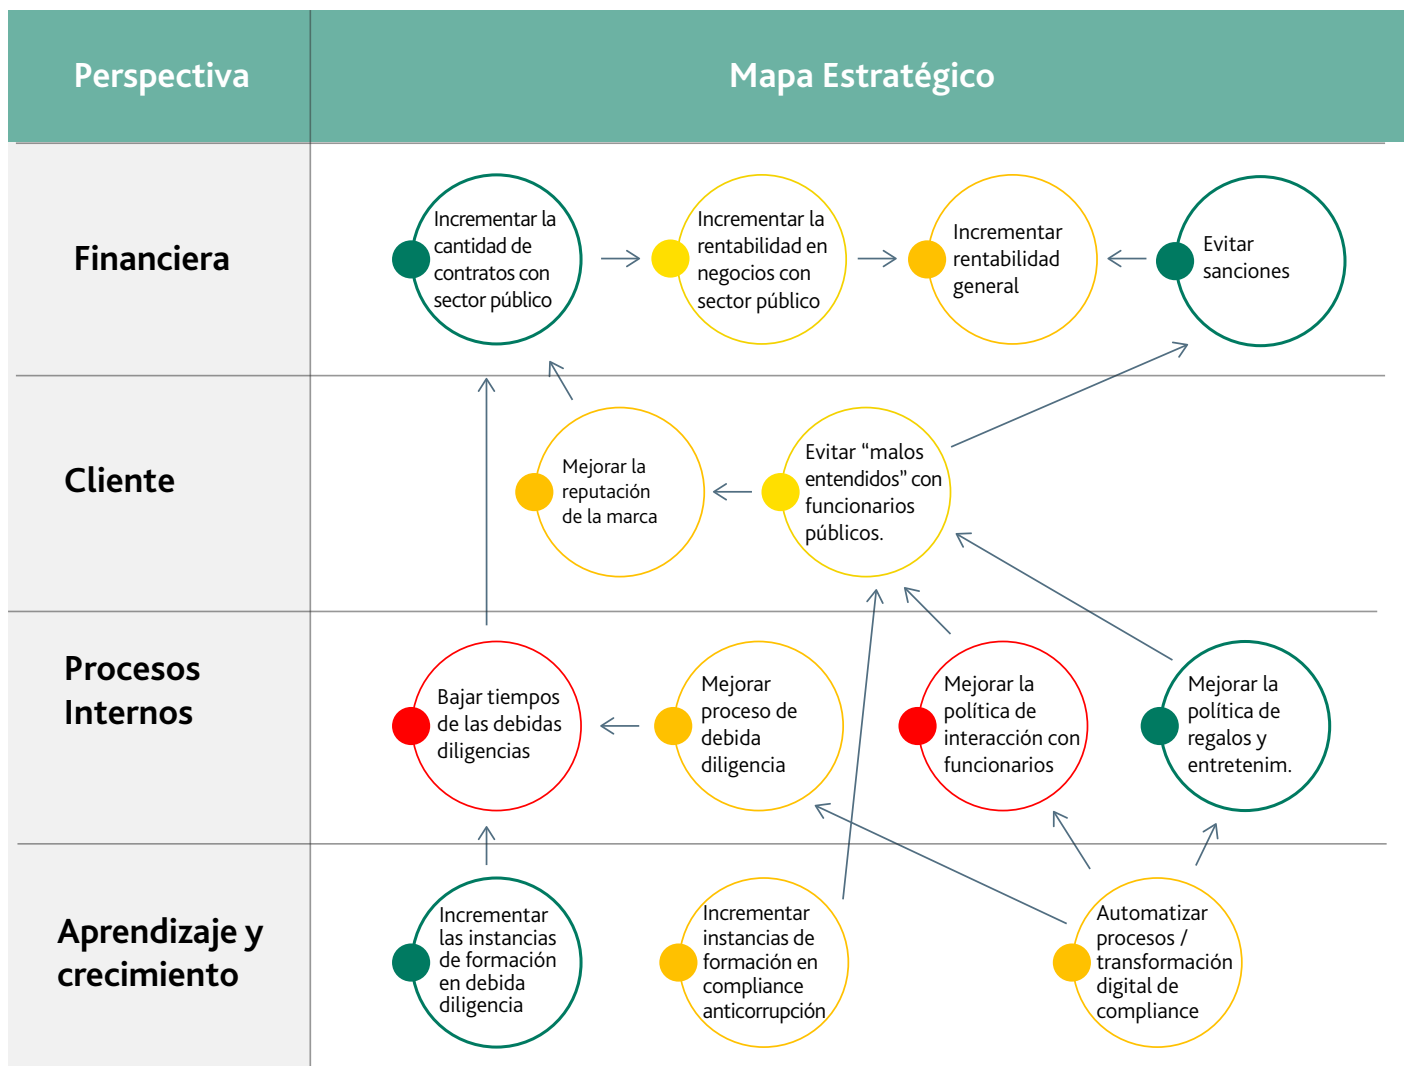 Perspectiva
Mapa Estratégico
Financiera
Incrementar la
cantidad de
contratos con
sector público
Incrementar la
rentabilidad en
negocios con
sector público
Incrementar
rentabilidad
general
Evitar
sanciones
Cliente
Mejorar la
reputación
de la marca
Evitar “malos
entendidos” con
funcionarios
públicos.
Procesos
Internos
Bajar tiempos
de las debidas
diligencias
Mejorar
proceso de
debida
diligencia
Mejorar la
política de
interacción con
funcionarios
Mejorar la
política de
regalos y
entretenim.
Aprendizaje y
crecimiento
Incrementar
las instancias
de formación
en debida
diligencia
Incrementar
instancias de
formación en
compliance
anticorrupción
Automatizar
procesos /
transformación
digital de
compliance